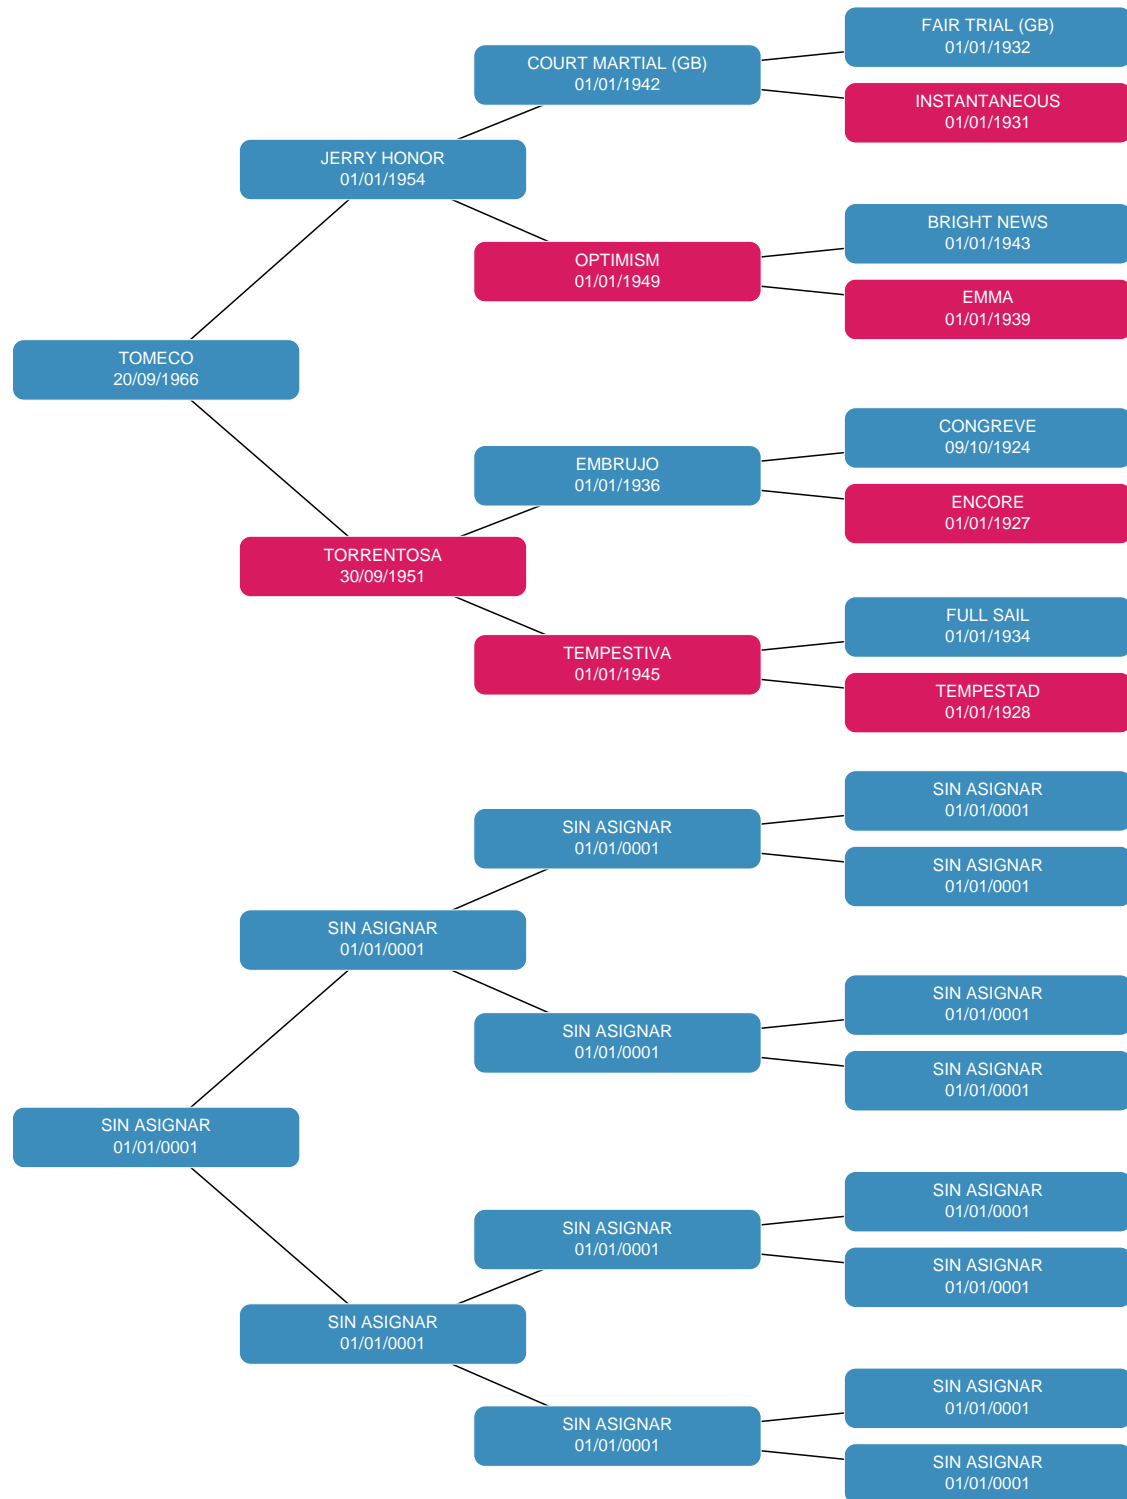 FAIR TRIAL (GB)
01/01/1932
COURT MARTIAL (GB)
01/01/1942
INSTANTANEOUS
01/01/1931
JERRY HONOR
01/01/1954
BRIGHT NEWS
01/01/1943
OPTIMISM
01/01/1949
EMMA
01/01/1939
TOMECO
20/09/1966
CONGREVE
09/10/1924
EMBRUJO
01/01/1936
ENCORE
01/01/1927
TORRENTOSA
30/09/1951
FULL SAIL
01/01/1934
TEMPESTIVA
01/01/1945
TEMPESTAD
01/01/1928
SIN ASIGNAR
01/01/0001
SIN ASIGNAR
01/01/0001
SIN ASIGNAR
01/01/0001
SIN ASIGNAR
01/01/0001
SIN ASIGNAR
01/01/0001
SIN ASIGNAR
01/01/0001
SIN ASIGNAR
01/01/0001
SIN ASIGNAR
01/01/0001
SIN ASIGNAR
01/01/0001
SIN ASIGNAR
01/01/0001
SIN ASIGNAR
01/01/0001
SIN ASIGNAR
01/01/0001
SIN ASIGNAR
01/01/0001
SIN ASIGNAR
01/01/0001
SIN ASIGNAR
01/01/0001